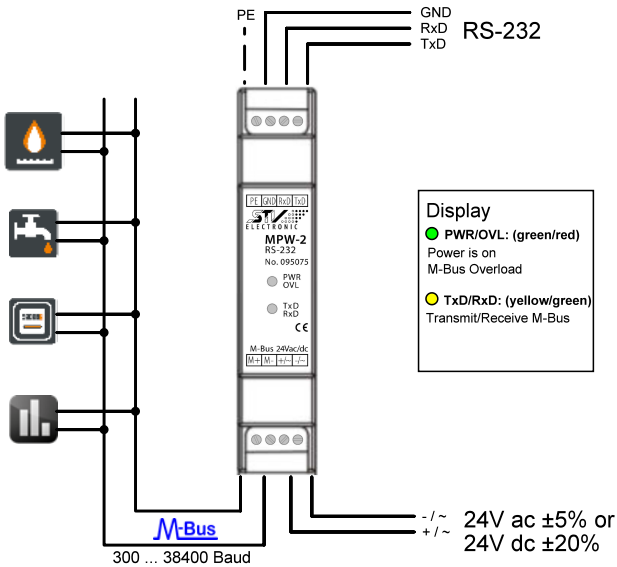 PE
GND
RxD
TxD
RS-232
PE GND RxD TxD
STV
ELECTRONIC
MPW-2
RS-232
No. 095075
PWR
OVL
TxD
RxD
CE
M-Bus 24Vac/dc
M+ M- +/~ -/~
Display
PWR/OVL: (green/red)
Power is on
M-Bus Overload
TxD/RxD: (yellow/green)
Transmit/Receive M-Bus
M-Bus
300 ... 38400 Baud
- / ~
+ / ~
24V ac ±5% or
24V dc ±20%